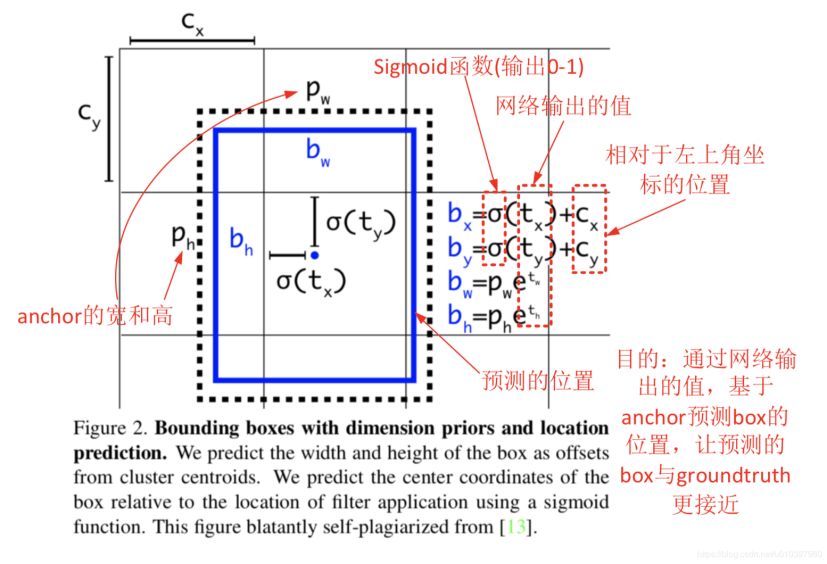 cx
Sigmoid函数(输出0-1)
pw
网络输出的值
cy
bw
相对于左上角坐
标的位置
σ(ty)
bx=σ(tx)+cx
ph
bh
by=σ(ty)+cy
σ(tx)
bw=pwe^tw
anchor的宽和高
bh=phe^th
预测的位置
目的：通过网络输
出的值，基于
anchor预测box的
位置，让预测的
box与groundtruth
更接近
Figure 2. Bounding boxes with dimension priors and location
prediction. We predict the width and height of the box as offsets
from cluster centroids. We predict the center coordinates of the
box relative to the location of filter application using a sigmoid
function. This figure blatantly self-plagiarized from [13].